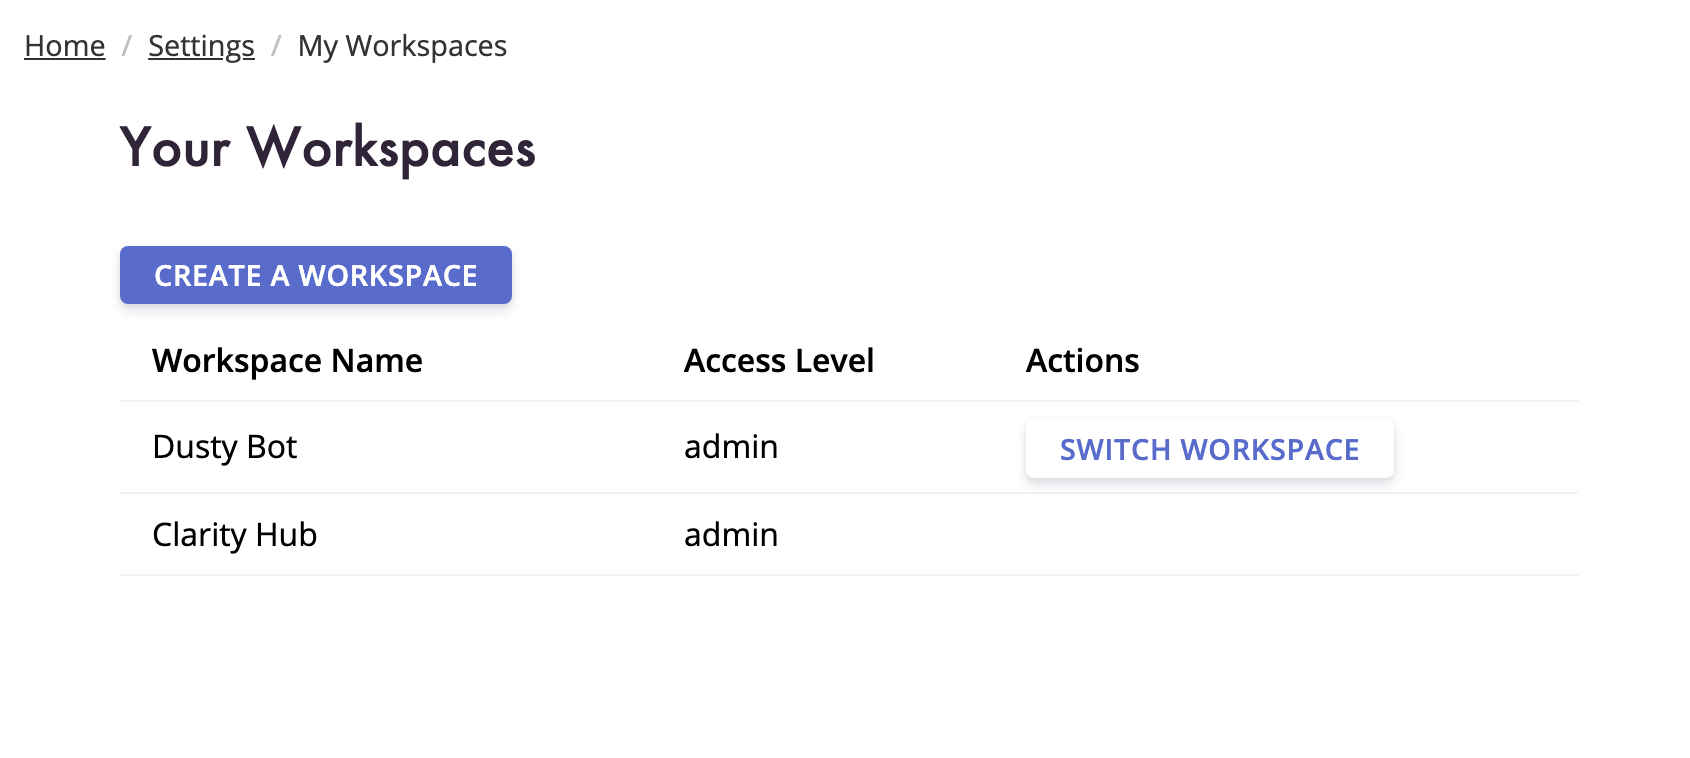 Home / Settings / My Workspaces
Your Workspaces
CREATE A WORKSPACE
Workspace Name Access Level Actions
Dusty Bot admin SWITCH WORKSPACE
Clarity Hub admin